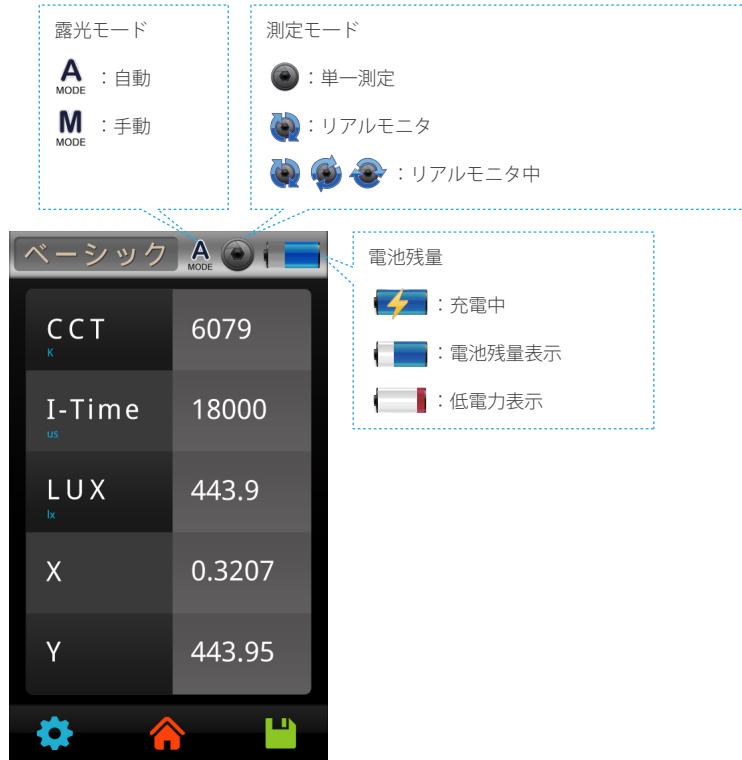 露光モード
A MODE ：自動
M MODE ：手動
測定モード
：単一測定
：リアルモニタ
：リアルモニタ中
ベーシック A MODE
電池残量
：充電中
：電池残量表示
：低電力表示
CCT 6079
K
I-Time 18000
us
LUX 443.9
lx
X 0.3207
Y 443.95